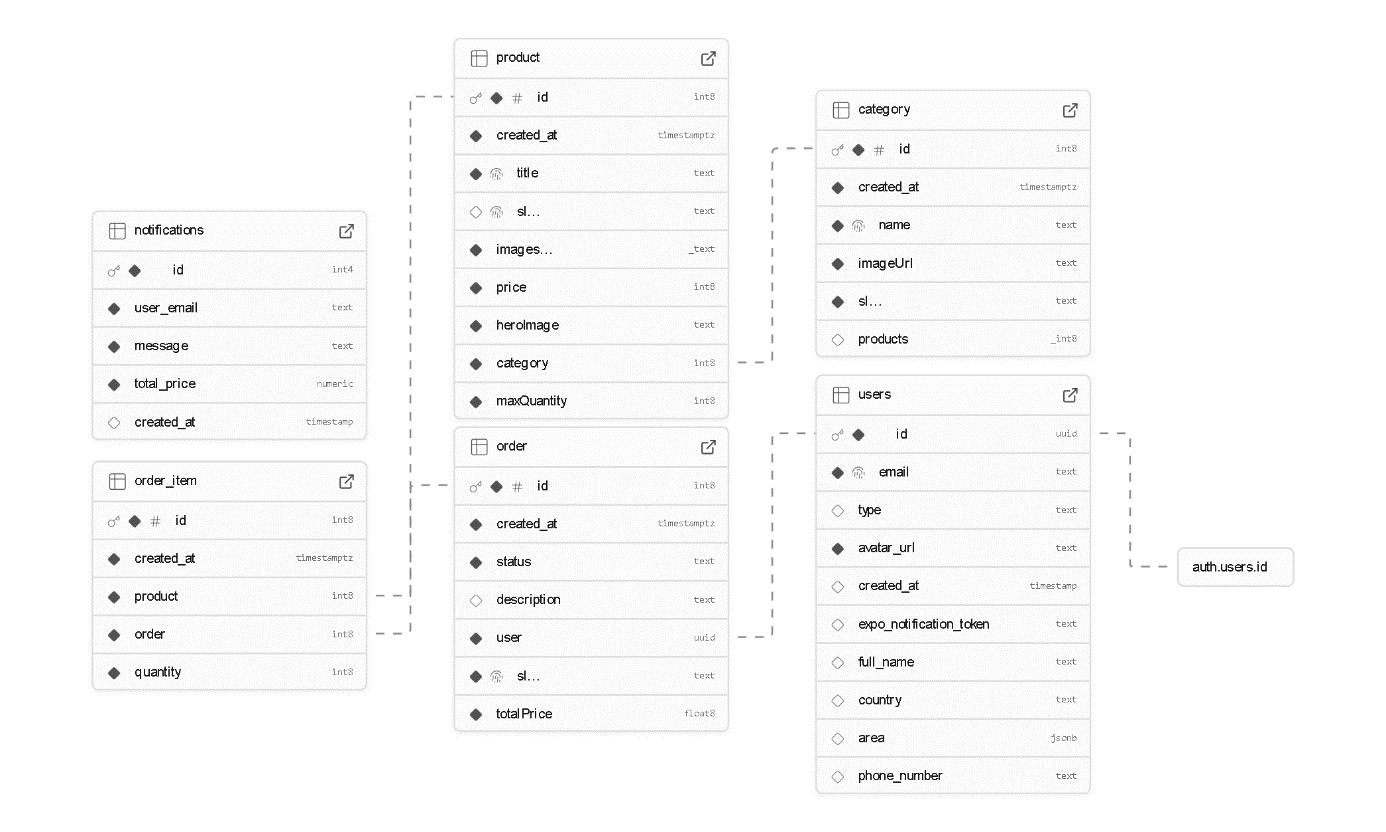 product
id int8
created_at timestamptz
title text
sl... text
images... _text
price int8
heroImage text
category int8
maxQuantity int8
category
id int8
created_at timestamptz
name text
imageUrl text
sl... text
products _int8
notifications
id int4
user_email text
message text
total_price numeric
created_at timestamp
order_item
id int8
created_at timestamptz
product int8
order int8
quantity int8
order
id int8
created_at timestamptz
status text
description text
user uuid
sl... text
totalPrice float8
users
id uuid
email text
type text
avatar_url text
created_at timestamp
expo_notification_token text
full_name text
country text
area jsonb
phone_number text
auth.users.id